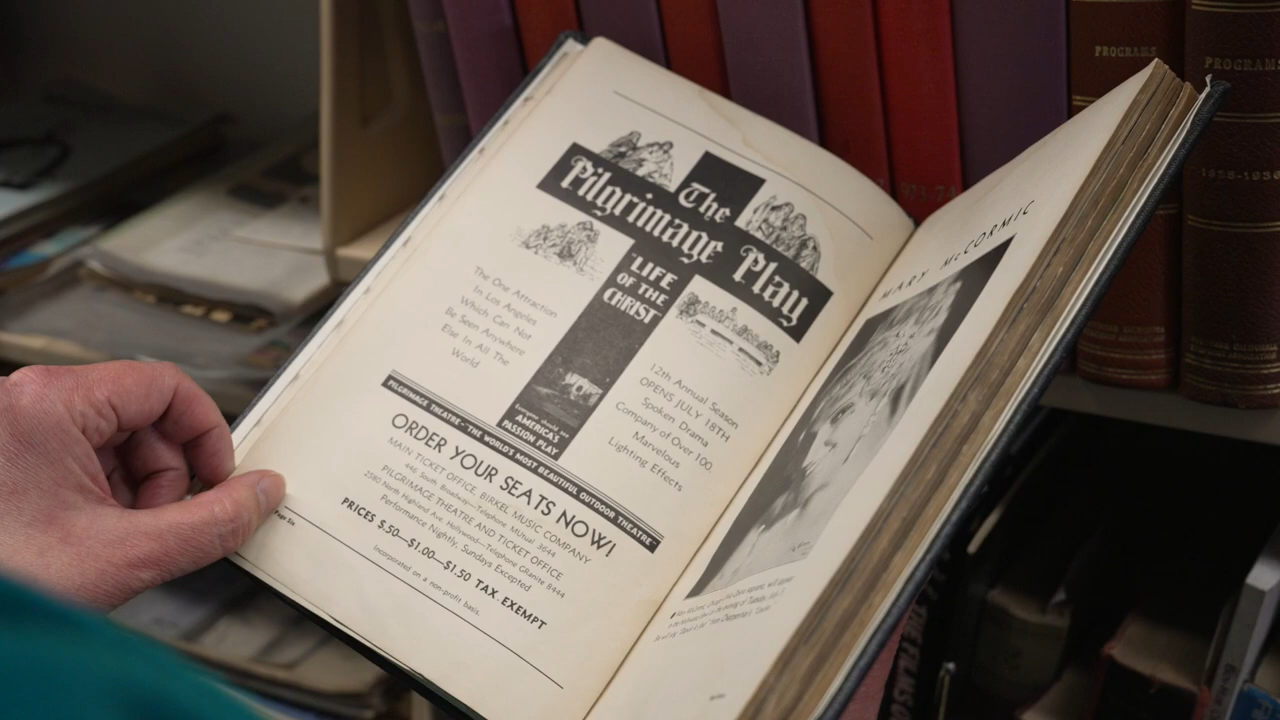 The
Pilgrimage Play
"LIFE
OF THE
CHRIST"
The One Attraction
In Los Angeles
Which Can Not
Be Seen Anywhere
Else In All The
World
12th Annual Season
OPENS JULY 18TH
Spoken Drama
Company of Over 100
Marvelous
Lighting Effects
Everyone should see
AMERICA'S
PASSION PLAY
PILGRIMAGE THEATRE—"THE WORLD'S MOST BEAUTIFUL OUTDOOR THEATRE"
ORDER YOUR SEATS NOW!
MAIN TICKET OFFICE, BIRKEL MUSIC COMPANY
446 South Broadway—Telephone MUtual 3644
PILGRIMAGE THEATRE AND TICKET OFFICE
2580 North Highland Ave. Hollywood—Telephone GRanite 8444
Performance Nightly, Sundays Excepted
PRICES $.50—$1.00—$1.50 TAX EXEMPT
Incorporated on a non-profit basis.
Page Six
MARY McCORMIC
PROGRAMS
PROGRAMS